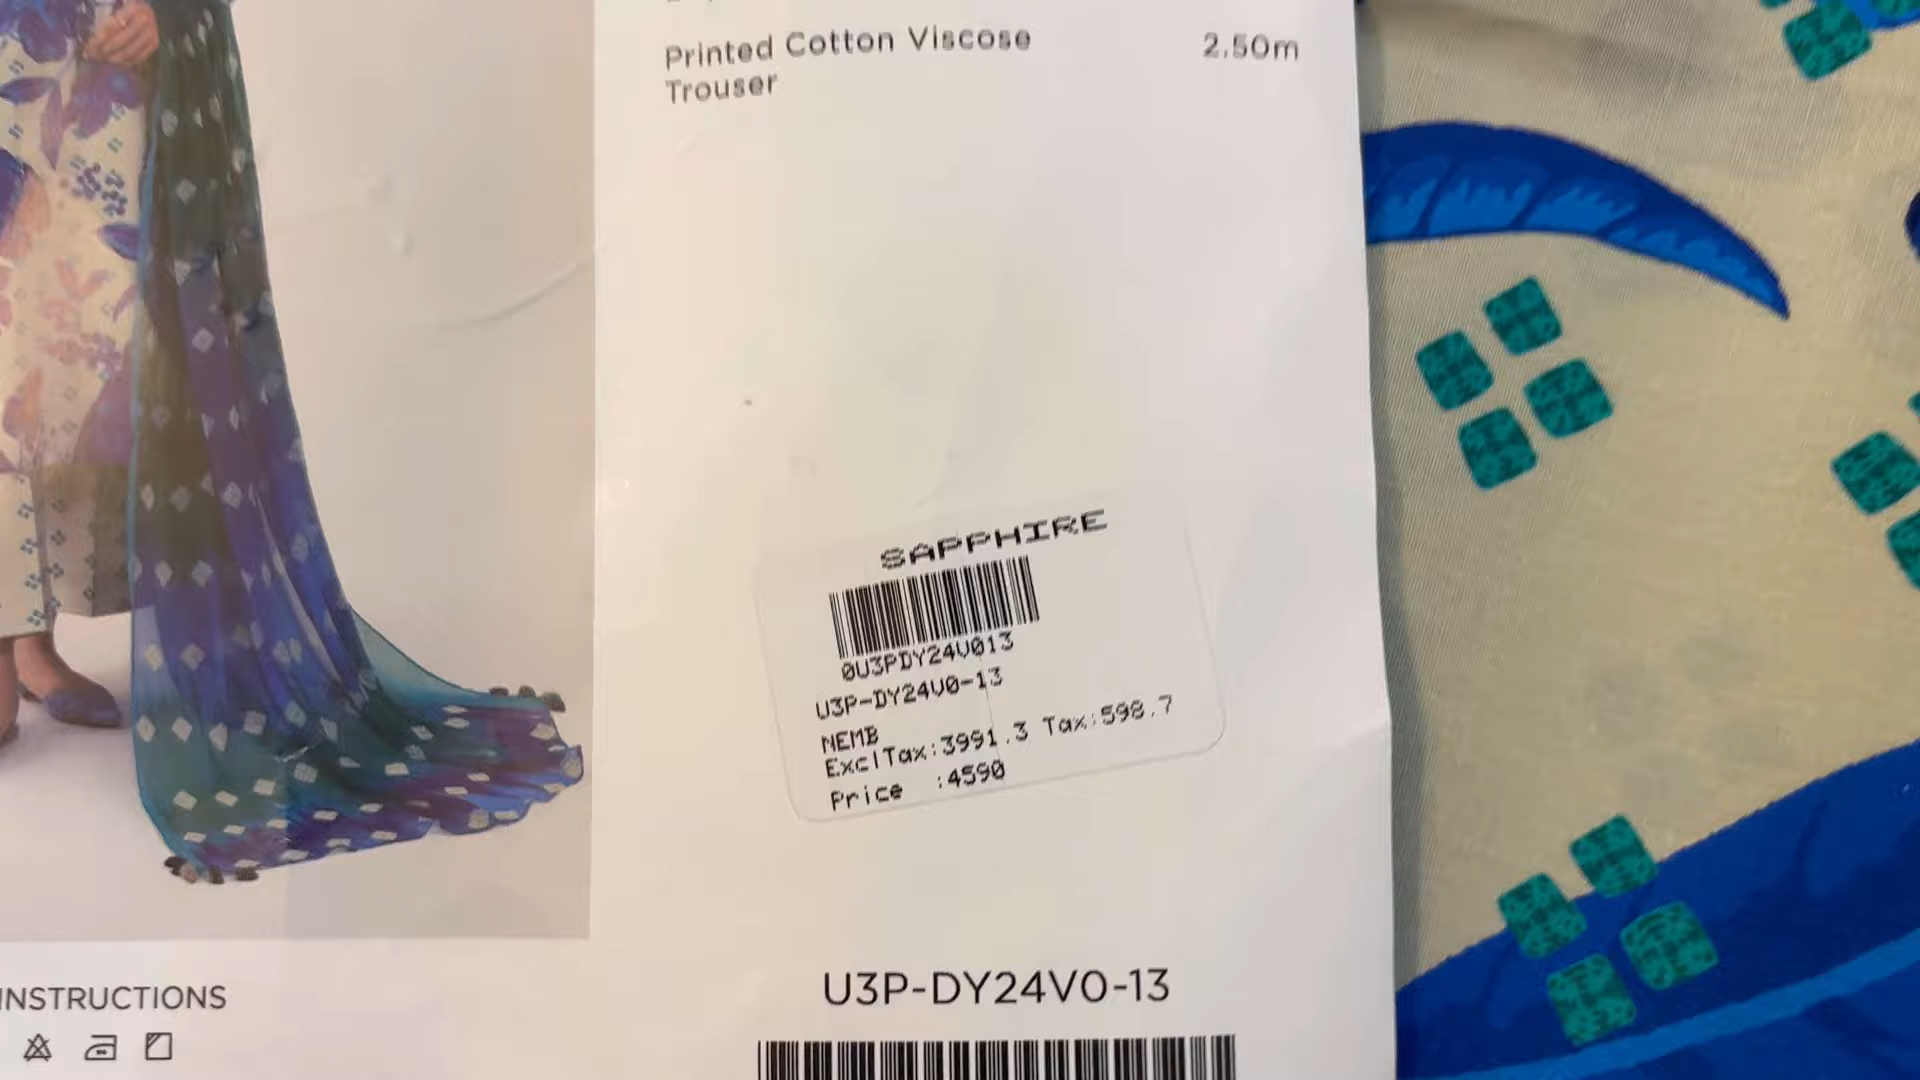 Printed Cotton Viscose 2.50m
Trouser
SAPPHIRE
0U3PDY24V013
U3P-DY24V0-13
NEMB
ExclTax:3991.3 Tax:598.7
Price :4590
U3P-DY24V0-13
INSTRUCTIONS